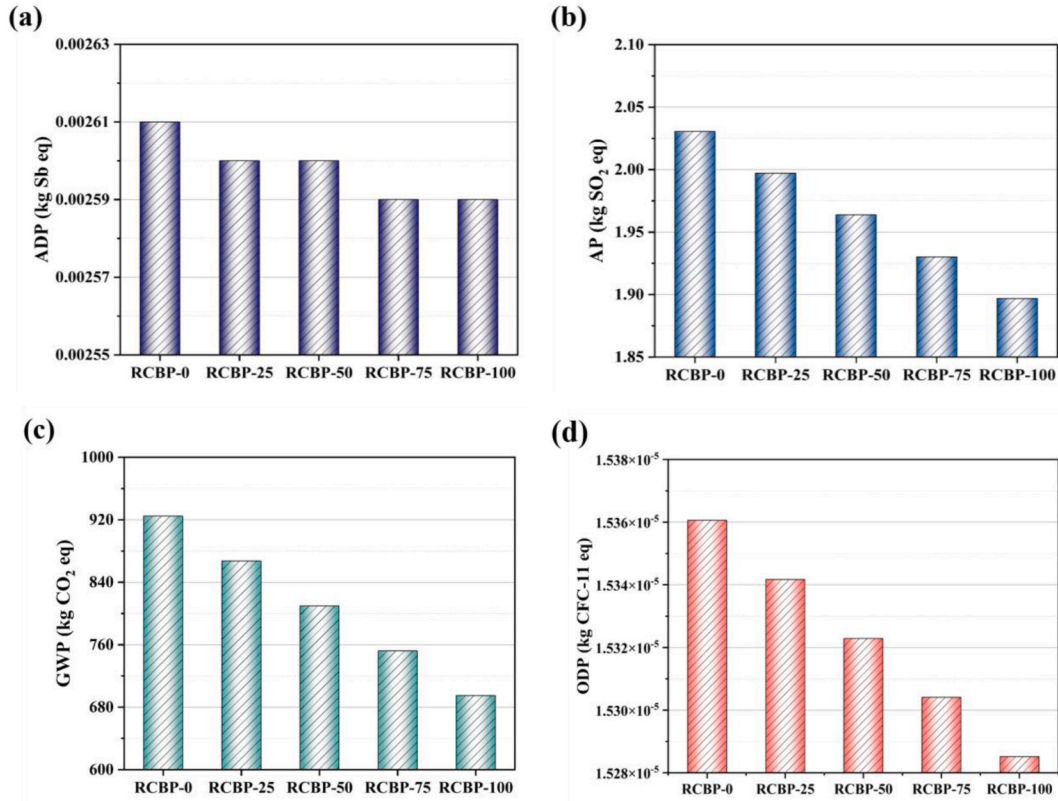 (a)
0.00263
0.00261
0.00259
0.00257
0.00255
ADP (kg Sb eq)
RCBP-0 RCBP-25 RCBP-50 RCBP-75 RCBP-100
(b)
2.10
2.05
2.00
1.95
1.90
1.85
AP (kg SO₂ eq)
RCBP-0 RCBP-25 RCBP-50 RCBP-75 RCBP-100
(c)
1000
920
840
760
680
600
GWP (kg CO₂ eq)
RCBP-0 RCBP-25 RCBP-50 RCBP-75 RCBP-100
(d)
1.538×10⁻⁵
1.536×10⁻⁵
1.534×10⁻⁵
1.532×10⁻⁵
1.530×10⁻⁵
1.528×10⁻⁵
ODP (kg CFC-11 eq)
RCBP-0 RCBP-25 RCBP-50 RCBP-75 RCBP-100